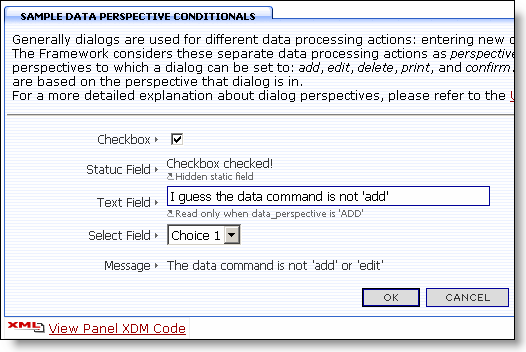 SAMPLE DATA PERSPECTIVE CONDITIONALS
Generally dialogs are used for different data processing actions: entering new
The Framework considers these separate data processing actions as perspective
perspectives to which a dialog can be set to: add, edit, delete, print, and confirm.
are based on the perspective that dialog is in.
For a more detailed explanation about dialog perspectives, please refer to the
Checkbox
Statuc Field Checkbox checked!
Hidden static field
Text Field I guess the data command is not 'add'
Read only when data_perspective is 'ADD'
Select Field Choice 1
Message The data command is not 'add' or 'edit'
OK CANCEL
XML View Panel XDM Code